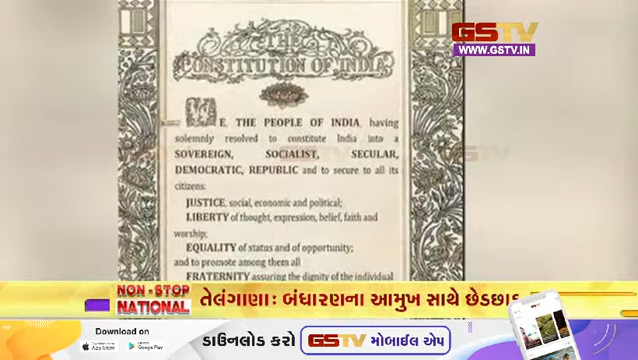 GSTV
WWW.GSTV.IN
THE
CONSTITUTION OF INDIA
WE, THE PEOPLE OF INDIA, having
solemnly resolved to constitute India into a
SOVEREIGN, SOCIALIST, SECULAR,
DEMOCRATIC, REPUBLIC and to secure to all its
citizens:
JUSTICE, social, economic and political;
LIBERTY of thought, expression, belief, faith and
worship;
EQUALITY of status and of opportunity;
and to promote among them all
FRATERNITY assuring the dignity of the individual
NON-STOP
NATIONAL
તેલંગાણાઃ બંધારણના આમુખ સાથે છેડછાડ
Download on
App Store
Google Play
ડાઉનલોડ કરો GSTV મોબાઈલ એપ